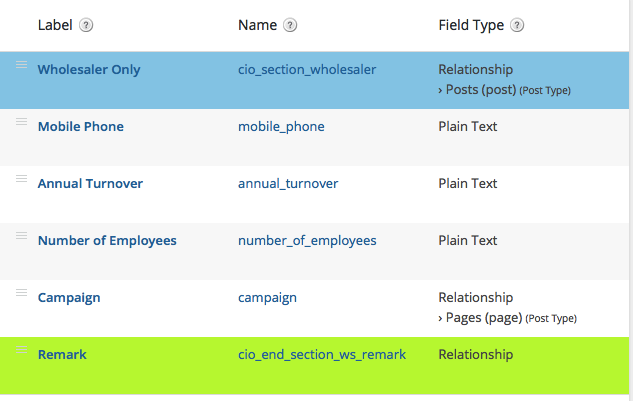 Label ? Name ? Field Type ?
Wholesaler Only cio_section_wholesaler Relationship
› Posts (post) (Post Type)
Mobile Phone mobile_phone Plain Text
Annual Turnover annual_turnover Plain Text
Number of Employees number_of_employees Plain Text
Campaign campaign Relationship
› Pages (page) (Post Type)
Remark cio_end_section_ws_remark Relationship